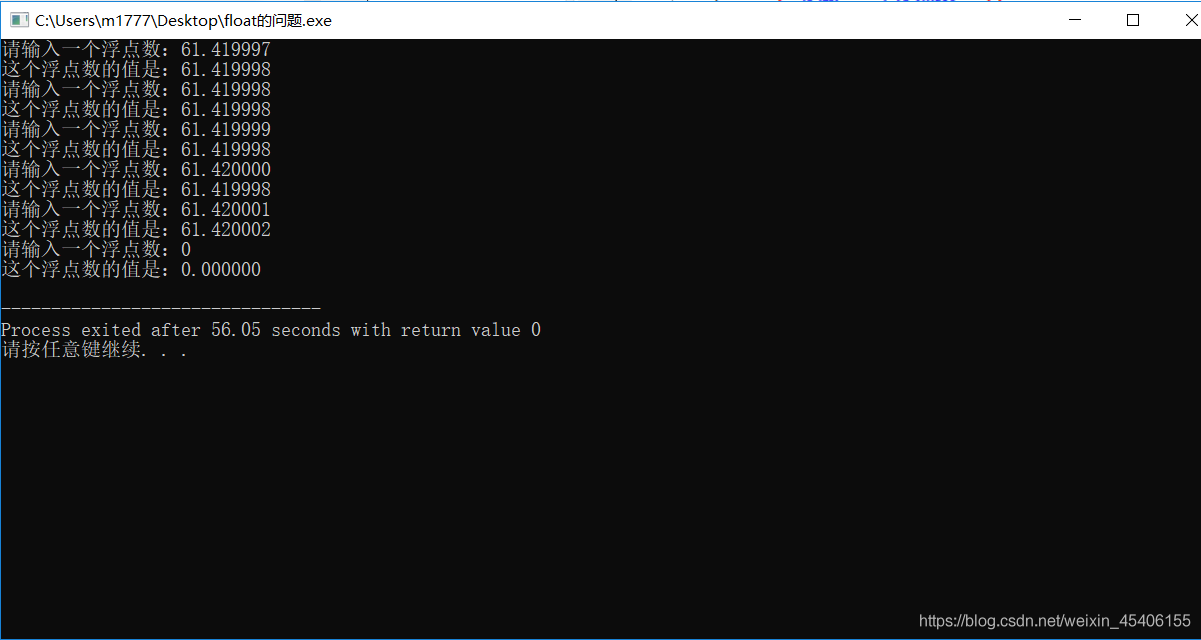 C:\Users\m1777\Desktop\float的问题.exe
请输入一个浮点数：61.419997
这个浮点数的值是：61.419998
请输入一个浮点数：61.419998
这个浮点数的值是：61.419998
请输入一个浮点数：61.419999
这个浮点数的值是：61.419998
请输入一个浮点数：61.420000
这个浮点数的值是：61.419998
请输入一个浮点数：61.420001
这个浮点数的值是：61.420002
请输入一个浮点数：0
这个浮点数的值是：0.000000
--------------------------------
Process exited after 56.05 seconds with return value 0
请按任意键继续. . .
https://blog.csdn.net/weixin_45406155